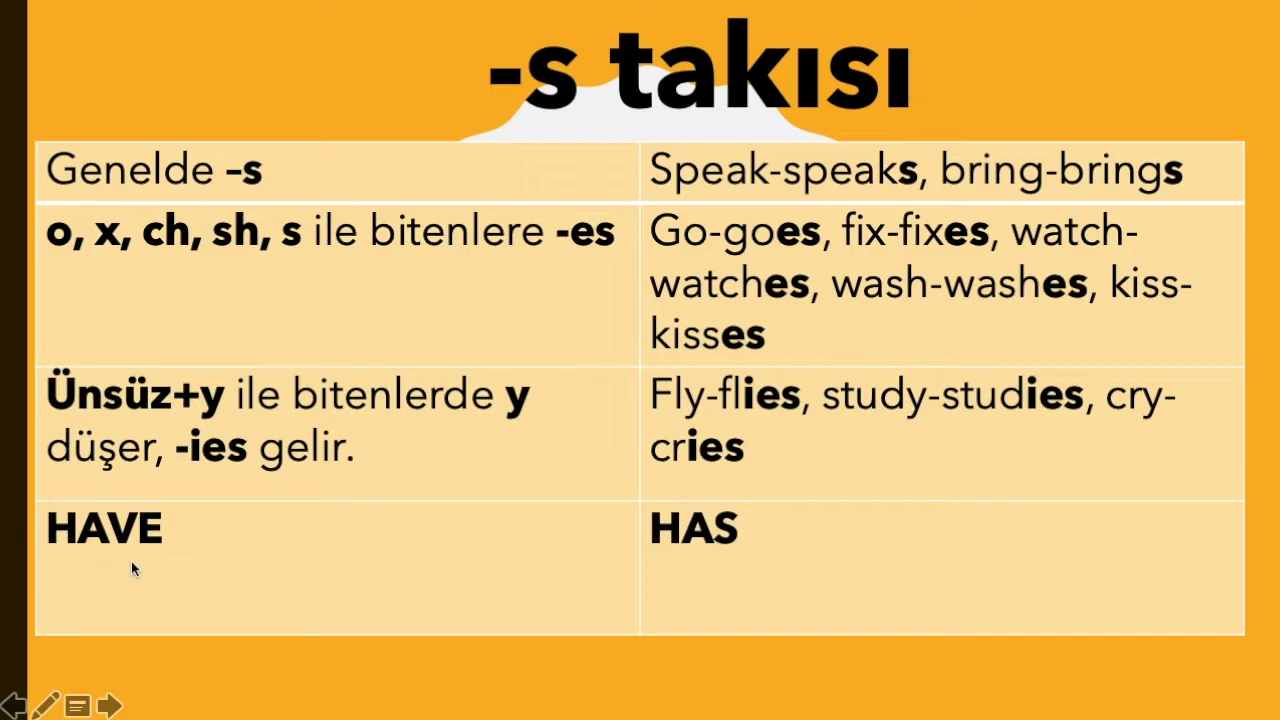 -s takısı
Genelde –s
Speak-speaks, bring-brings
o, x, ch, sh, s ile bitenlere -es
Go-goes, fix-fixes, watch-
watches, wash-washes, kiss-
kisses
Ünsüz+y ile bitenlerde y
düşer, -ies gelir.
Fly-flies, study-studies, cry-
cries
HAVE
HAS